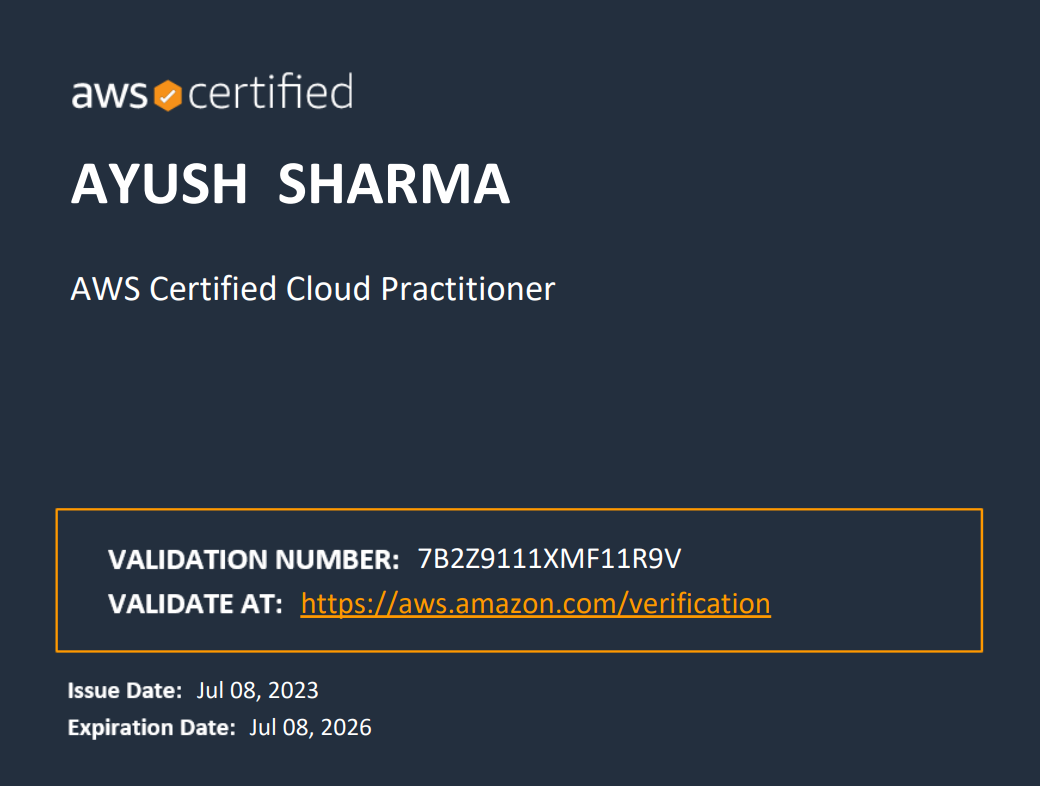 aws certified
AYUSH SHARMA
AWS Certified Cloud Practitioner
VALIDATION NUMBER: 7B2Z9111XMF11R9V
VALIDATE AT: https://aws.amazon.com/verification
Issue Date: Jul 08, 2023
Expiration Date: Jul 08, 2026